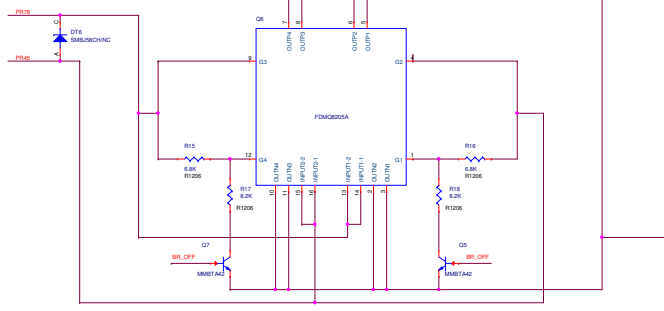 PR78
C
DT6
SMBJ58CH/NC
A
PR45
Q6
7 8 6 5
OUTP4 OUTP3 OUTP2 OUTP1
9 G3 G2 4
FDMQ8205A
R15
6.8K
R1206
12 G4 G1 1
R16
6.8K
R1206
OUTN4 OUTN3 INPUT2-2 INPUT2-1 INPUT1-2 INPUT1-1 OUTN2 OUTN1
10 11 15 16 13 14 2 3
R17
8.2K
R1206
R18
8.2K
R1206
Q7
BR_OFF
MMBTA42
Q5
BR_OFF
MMBTA42